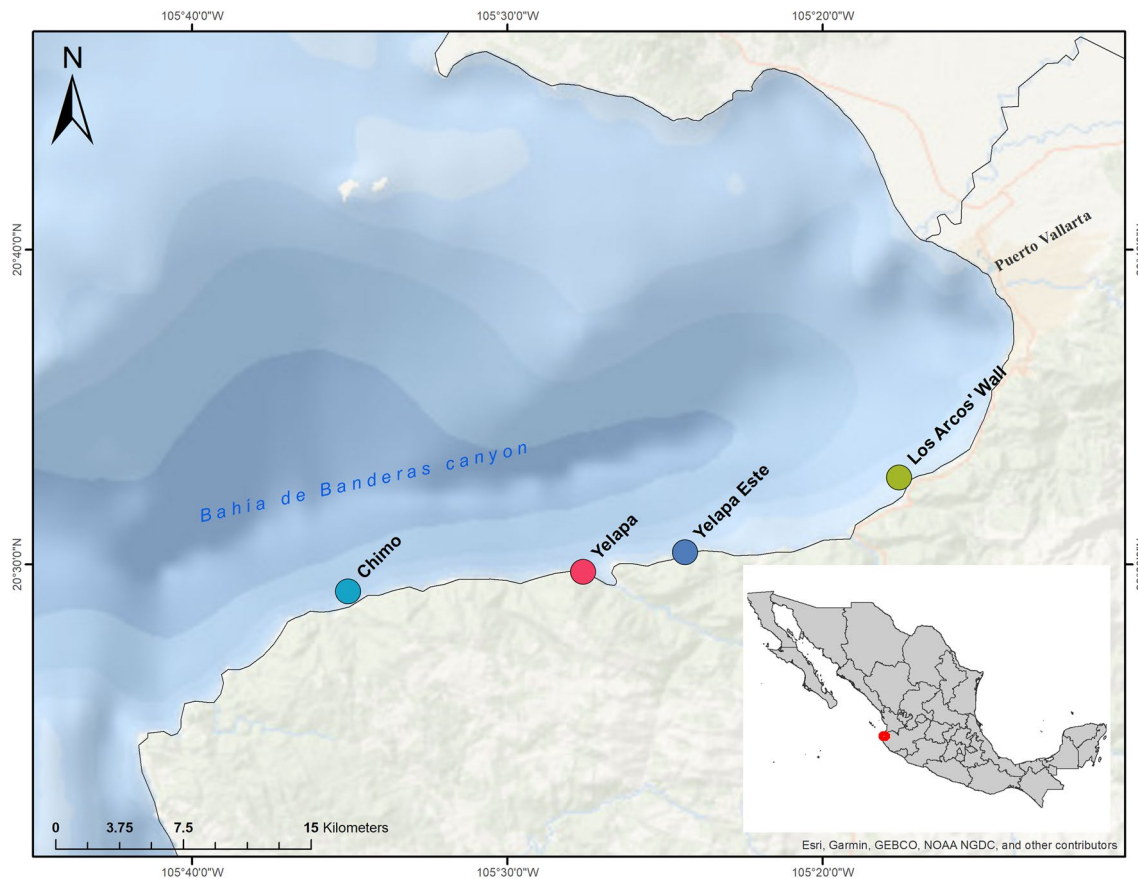 105°40'0"W 105°30'0"W 105°20'0"W
N
20°40'0"N
Puerto Vallarta
Los Arcos' Wall
Bahía de Banderas canyon
Yelapa Este
Yelapa
Chimo
20°30'0"N
0 3.75 7.5 15 Kilometers
Esri, Garmin, GEBCO, NOAA NGDC, and other contributors
105°40'0"W 105°30'0"W 105°20'0"W